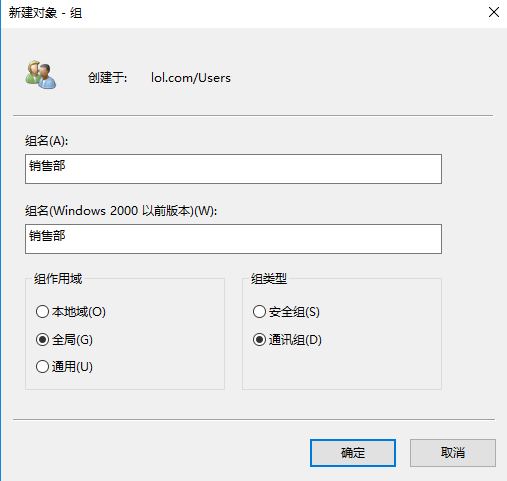 新建对象 - 组
创建于: lol.com/Users
组名(A):
销售部
组名(Windows 2000 以前版本)(W):
销售部
组作用域
本地域(O)
全局(G)
通用(U)
组类型
安全组(S)
通讯组(D)
确定
取消